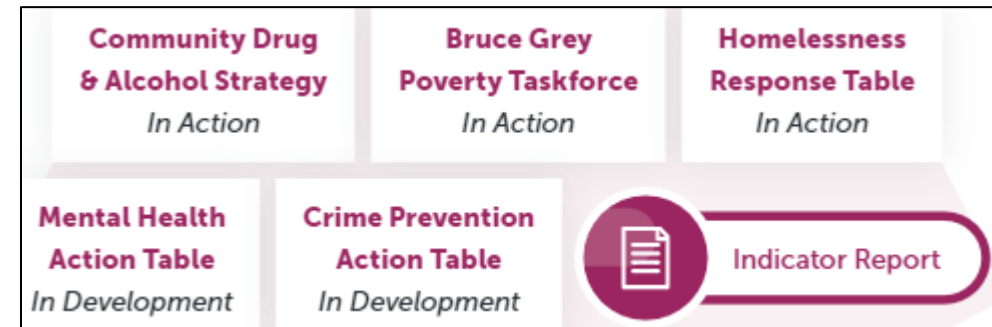 Community Drug
& Alcohol Strategy
In Action
Bruce Grey
Poverty Taskforce
In Action
Homelessness
Response Table
In Action
Mental Health
Action Table
In Development
Crime Prevention
Action Table
In Development
Indicator Report